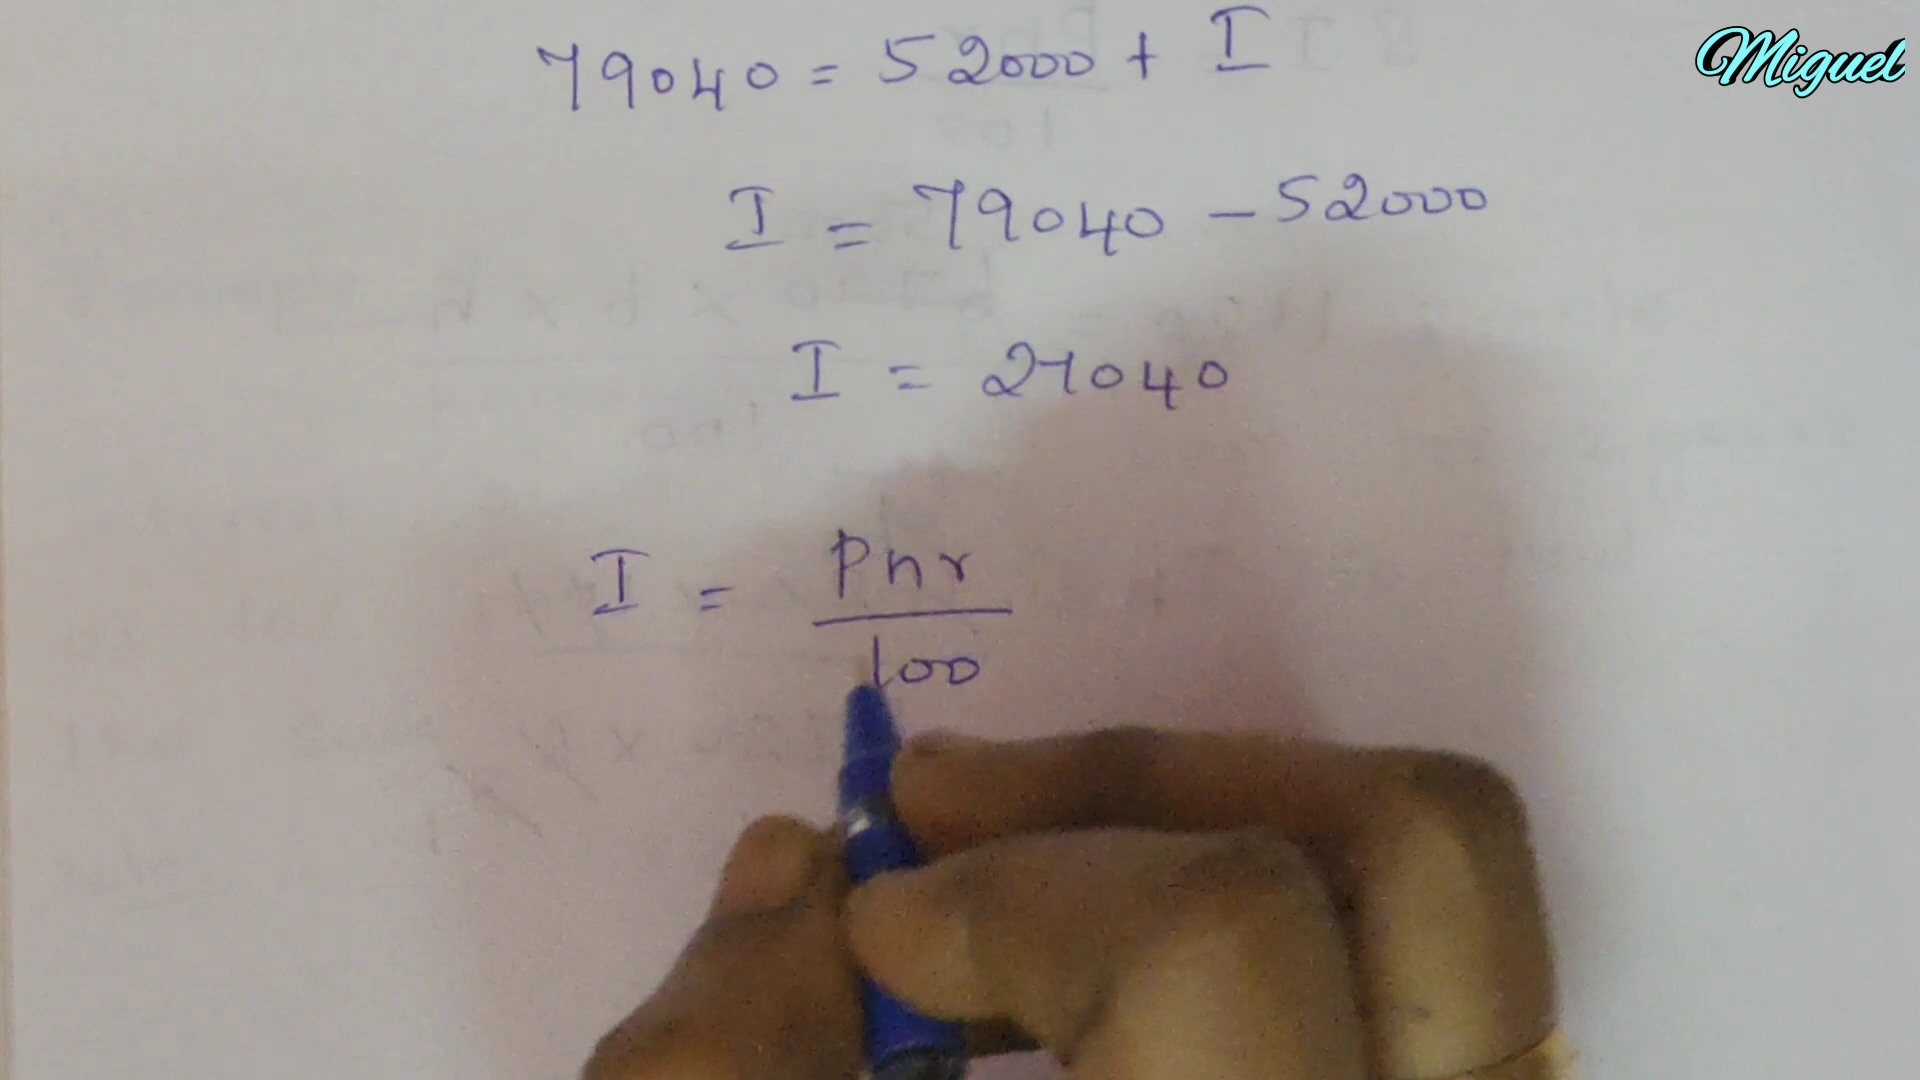 Miguel
79040 = 52000 + I
I = 79040 - 52000
I = 27040
I = Pnr
100